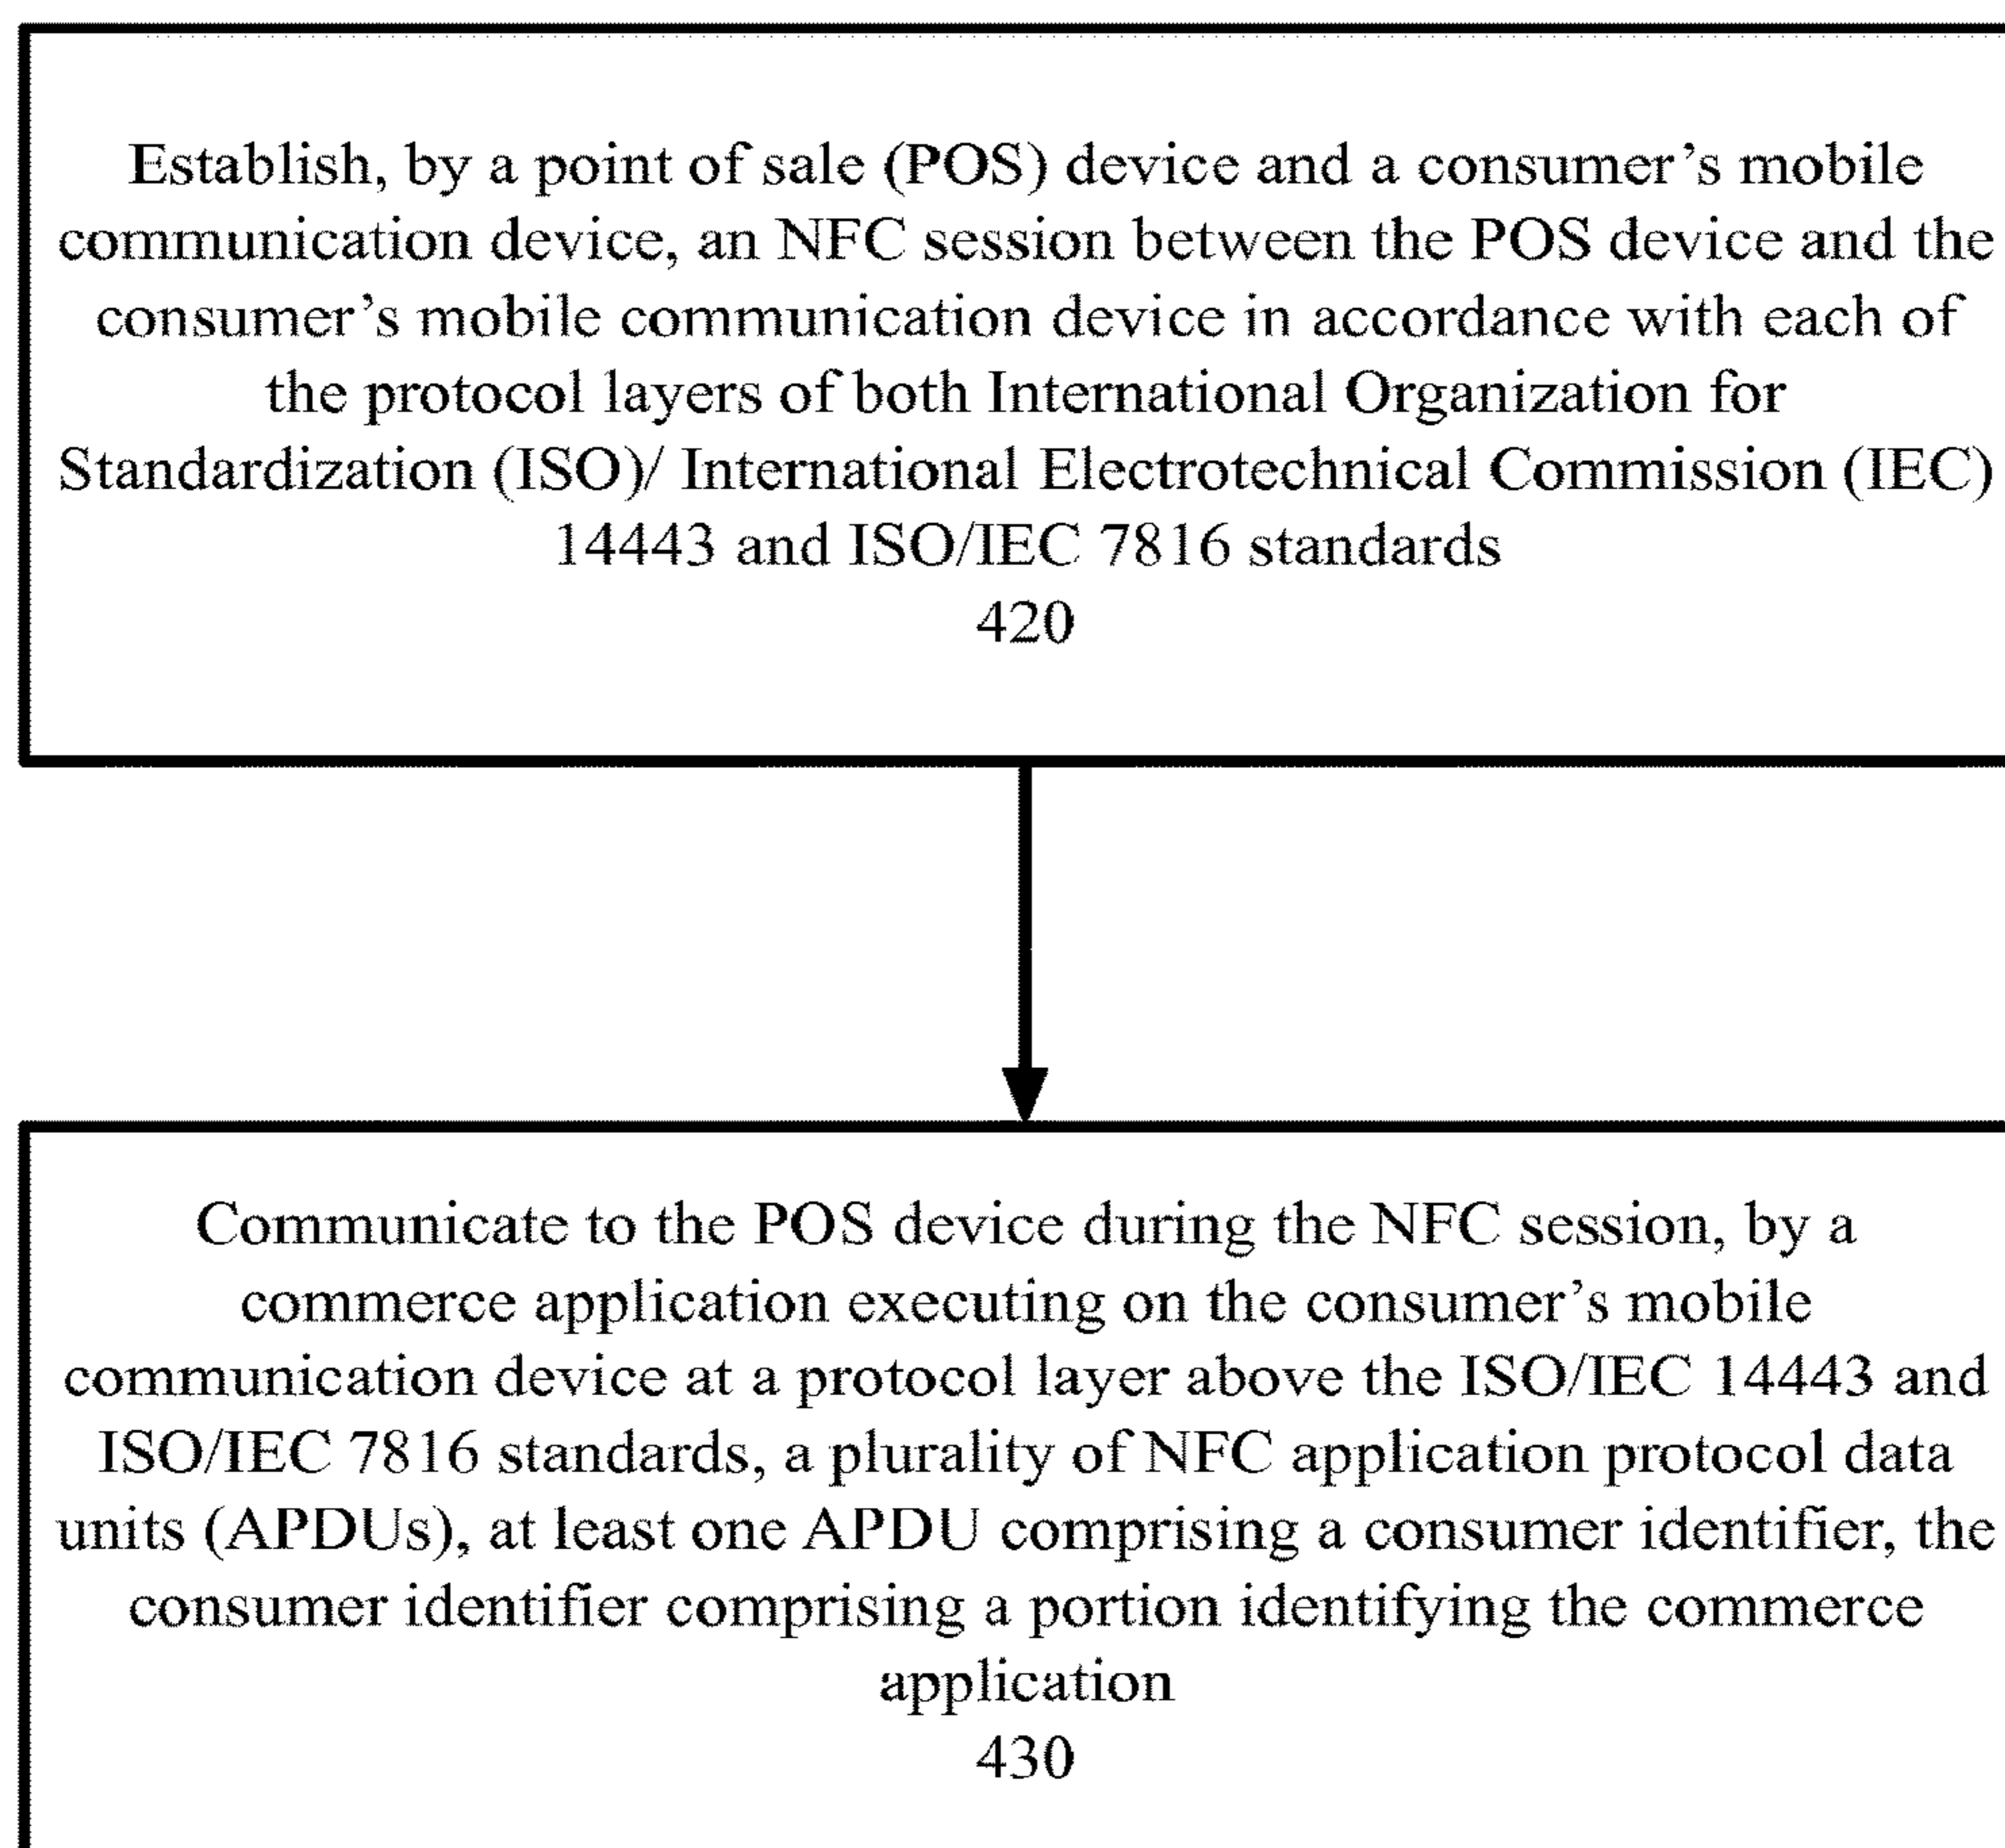 Establish, by a point of sale (POS) device and a consumer’s mobile
communication device, an NFC session between the POS device and the
consumer’s mobile communication device in accordance with each of
the protocol layers of both International Organization for
Standardization (ISO)/ International Electrotechnical Commission (IEC)
14443 and ISO/IEC 7816 standards
420
Communicate to the POS device during the NFC session, by a
commerce application executing on the consumer’s mobile
communication device at a protocol layer above the ISO/IEC 14443 and
ISO/IEC 7816 standards, a plurality of NFC application protocol data
units (APDUs), at least one APDU comprising a consumer identifier, the
consumer identifier comprising a portion identifying the commerce
application
430